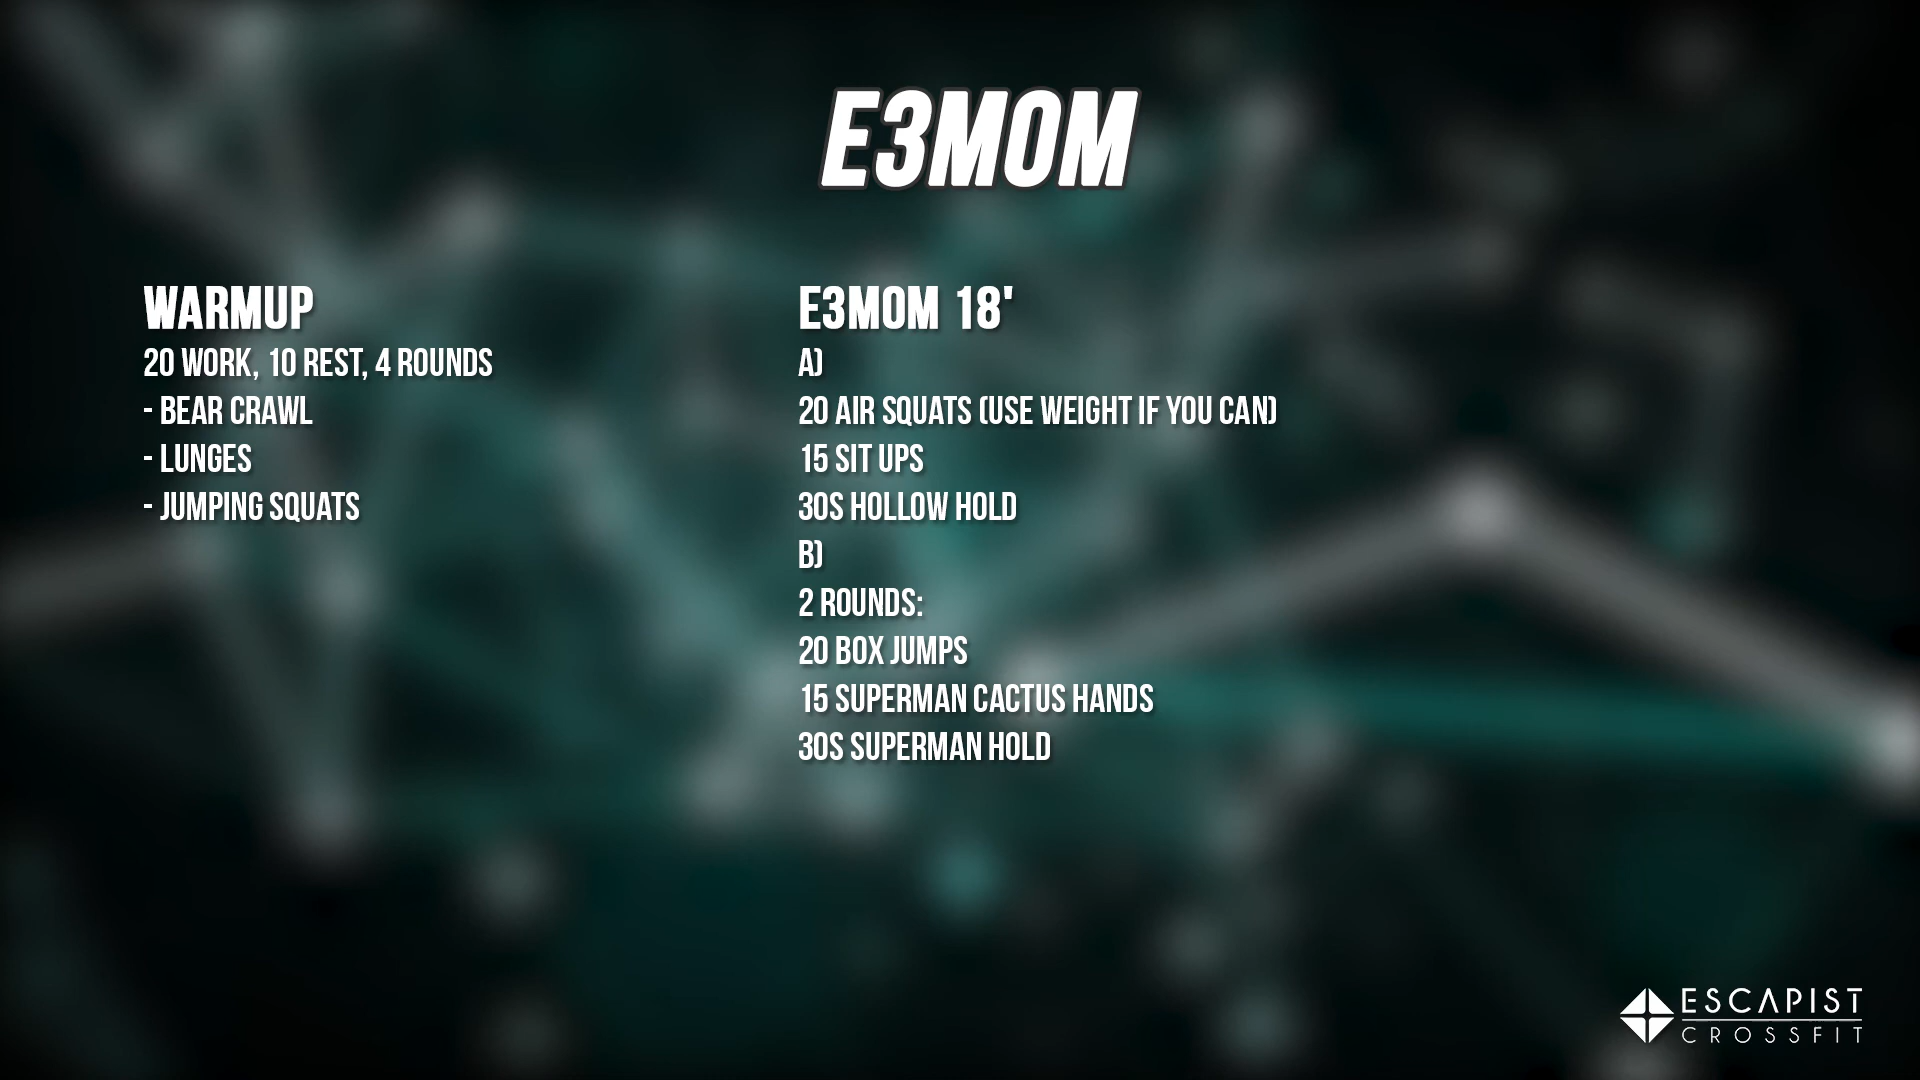 E3MOM
WARMUP
20 WORK, 10 REST, 4 ROUNDS
- BEAR CRAWL
- LUNGES
- JUMPING SQUATS
E3MOM 18'
A)
20 AIR SQUATS (USE WEIGHT IF YOU CAN)
15 SIT UPS
30S HOLLOW HOLD
B)
2 ROUNDS:
20 BOX JUMPS
15 SUPERMAN CACTUS HANDS
30S SUPERMAN HOLD
ESCAPIST
CROSSFIT